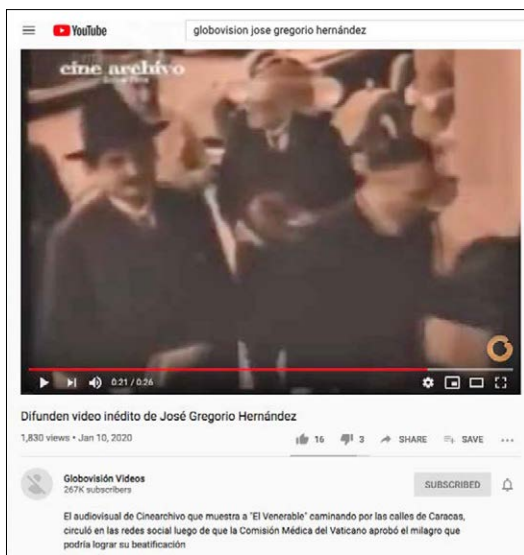 YouTube
globovision jose gregorio hernández
cine archivo
0:21 / 0:26
Difunden video inédito de José Gregorio Hernández
1,830 views • Jan 10, 2020
16
3
SHARE
SAVE
Globovisión Videos
267K subscribers
SUBSCRIBED
El audiovisual de Cinearchivo que muestra a "El Venerable" caminando por las calles de Caracas,
circuló en las redes social luego de que la Comisión Médica del Vaticano aprobó el milagro que
podría lograr su beatificación